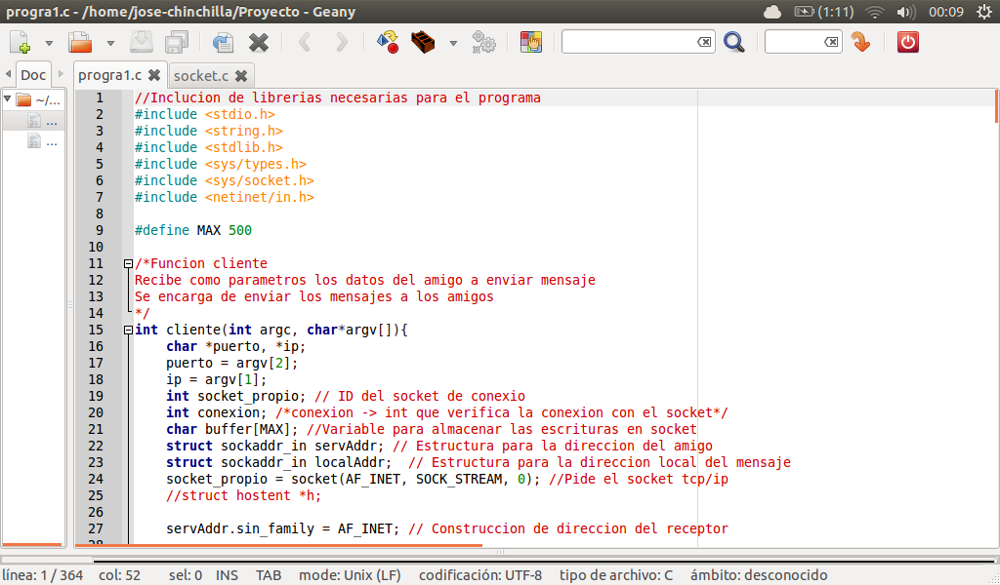 progra1.c - /home/jose-chinchilla/Proyecto - Geany
(1:11)
00:09
Doc
progra1.c
socket.c
~/...
...
...
1 //Inclucion de librerias necesarias para el programa
2 #include <stdio.h>
3 #include <string.h>
4 #include <stdlib.h>
5 #include <sys/types.h>
6 #include <sys/socket.h>
7 #include <netinet/in.h>
8
9 #define MAX 500
10
11 /*Funcion cliente
12 Recibe como parametros los datos del amigo a enviar mensaje
13 Se encarga de enviar los mensajes a los amigos
14 */
15 int cliente(int argc, char*argv[]){
16 char *puerto, *ip;
17 puerto = argv[2];
18 ip = argv[1];
19 int socket_propio; // ID del socket de conexio
20 int conexion; /*conexion -> int que verifica la conexion con el socket*/
21 char buffer[MAX]; //Variable para almacenar las escrituras en socket
22 struct sockaddr_in servAddr; // Estructura para la direccion del amigo
23 struct sockaddr_in localAddr;  // Estructura para la direccion local del mensaje
24 socket_propio = socket(AF_INET, SOCK_STREAM, 0); //Pide el socket tcp/ip
25 //struct hostent *h;
26
27 servAddr.sin_family = AF_INET; // Construccion de direccion del receptor
28
línea: 1 / 364 col: 52 sel: 0 INS TAB mode: Unix (LF) codificación: UTF-8 tipo de archivo: C ámbito: desconocido